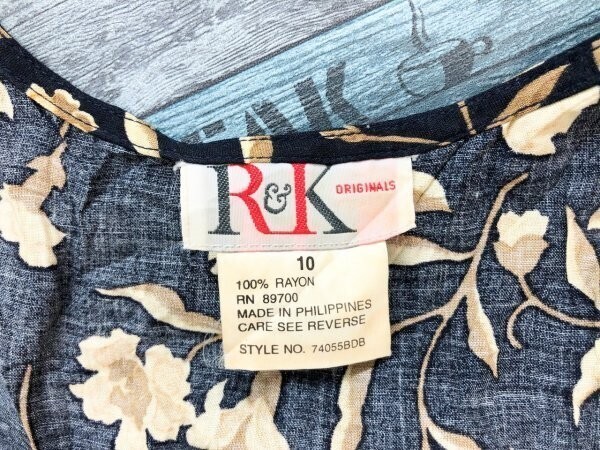 R&K ORIGINALS
10
100% RAYON
RN 89700
MADE IN PHILIPPINES
CARE SEE REVERSE
STYLE NO. 74055BDB